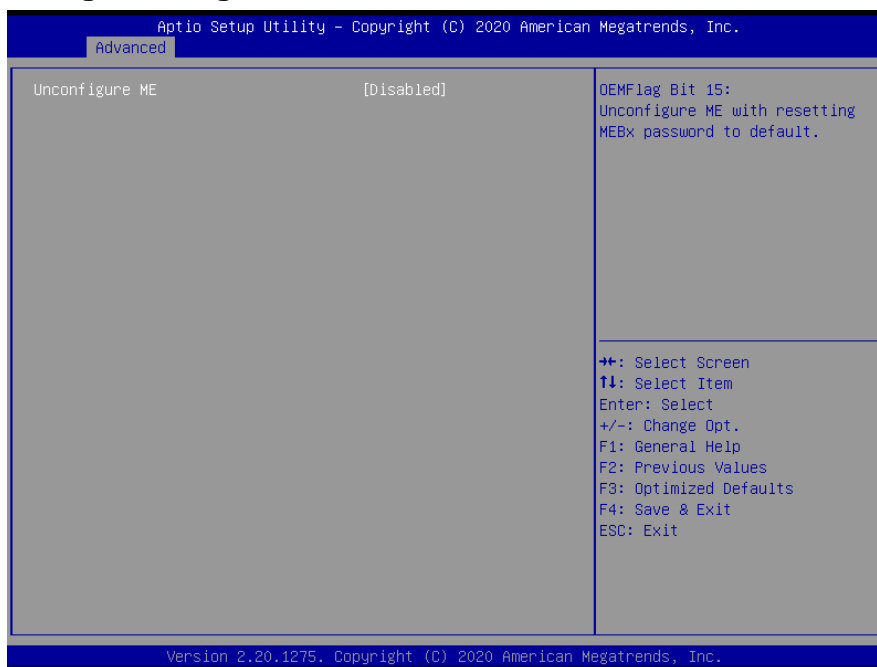 Aptio Setup Utility – Copyright (C) 2020 American Megatrends, Inc.
Advanced
Unconfigure ME [Disabled]
OEMFlag Bit 15:
Unconfigure ME with resetting
MEBx password to default.
→←: Select Screen
↑↓: Select Item
Enter: Select
+/-: Change Opt.
F1: General Help
F2: Previous Values
F3: Optimized Defaults
F4: Save & Exit
ESC: Exit
Version 2.20.1275. Copyright (C) 2020 American Megatrends, Inc.